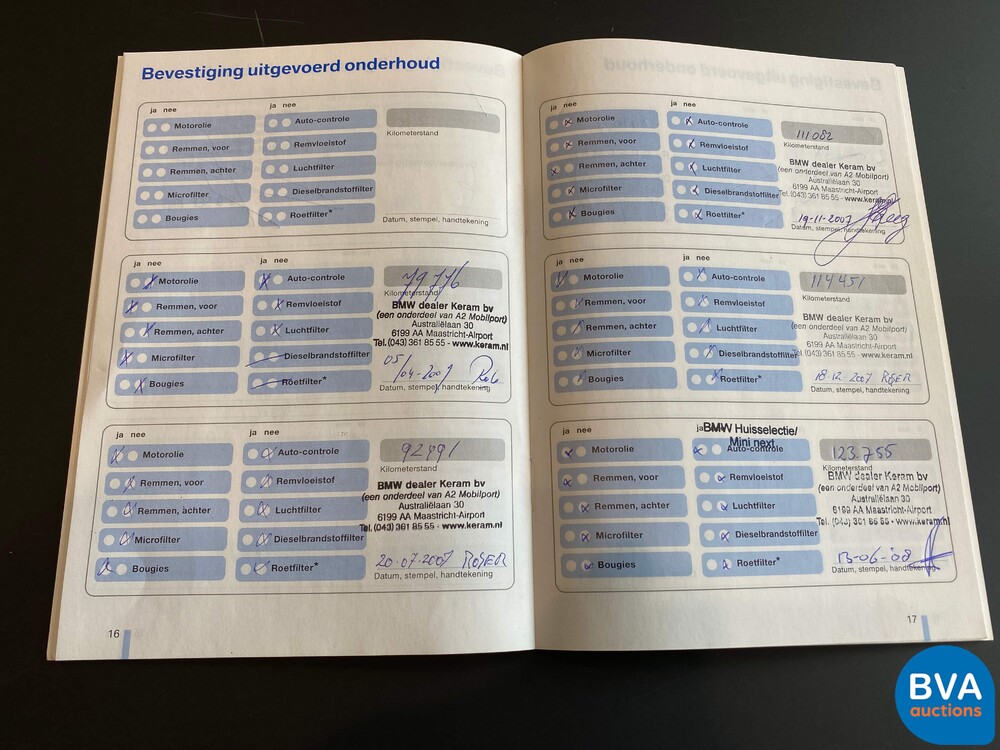 Bevestiging uitgevoerd onderhoud
ja nee
ja nee
Motorolie
Auto-controle
Remmen, voor
Remvloeistof
Kilometerstand
Remmen, achter
Luchtfilter
Microfilter
Dieselbrandstoffilter
Bougies
Roetfilter*
Datum, stempel, handtekening
ja nee
ja nee
Motorolie
Auto-controle
79776
Kilometerstand
Remmen, voor
Remvloeistof
BMW dealer Keram bv
(een onderdeel van A2 Mobilport)
Remmen, achter
Luchtfilter
Australiëlaan 30
6199 AA Maastricht-Airport
Tel. (043) 361 85 55 - www.keram.nl
Microfilter
Dieselbrandstoffilter
05/04-2007
Bougies
Roetfilter*
Datum, stempel, handtekening
ja nee
ja nee
Motorolie
Auto-controle
92491
Kilometerstand
Remmen, voor
Remvloeistof
BMW dealer Keram bv
(een onderdeel van A2 Mobilport)
Remmen, achter
Luchtfilter
Australiëlaan 30
6199 AA Maastricht-Airport
Tel. (043) 361 85 55 - www.keram.nl
Microfilter
Dieselbrandstoffilter
Bougies
Roetfilter*
20-07-2007 ROGER
Datum, stempel, handtekening
16
ja nee
ja nee
Motorolie
Auto-controle
111082
Kilometerstand
Remmen, voor
Remvloeistof
BMW dealer Keram bv
(een onderdeel van A2 Mobilport)
Remmen, achter
Luchtfilter
Australiëlaan 30
6199 AA Maastricht-Airport
Tel. (043) 361 85 55 - www.keram.nl
Microfilter
Dieselbrandstoffilter
Bougies
Roetfilter*
19-11-2007
Datum, stempel, handtekening
ja nee
ja nee
Motorolie
Auto-controle
114451
Kilometerstand
Remmen, voor
Remvloeistof
BMW dealer Keram bv
(een onderdeel van A2 Mobilport)
Remmen, achter
Luchtfilter
Australiëlaan 30
6199 AA Maastricht-Airport
Tel. (043) 361 85 55 - www.keram.nl
Microfilter
Dieselbrandstoffilter
Bougies
Roetfilter*
18-12-2007 ROGER
Datum, stempel, handtekening
ja nee
ja
BMW Huisselectie/
Mini next
Motorolie
Auto-controle
123.755
Kilometerstand
Remmen, voor
Remvloeistof
BMW dealer Keram bv
(een onderdeel van A2 Mobilport)
Remmen, achter
Luchtfilter
Australiëlaan 30
6199 AA Maastricht-Airport
Tel. (043) 361 85 55 - www.keram.nl
Microfilter
Dieselbrandstoffilter
Bougies
Roetfilter*
13-06-'08
Datum, stempel, handtekening
17
BVA
auctions